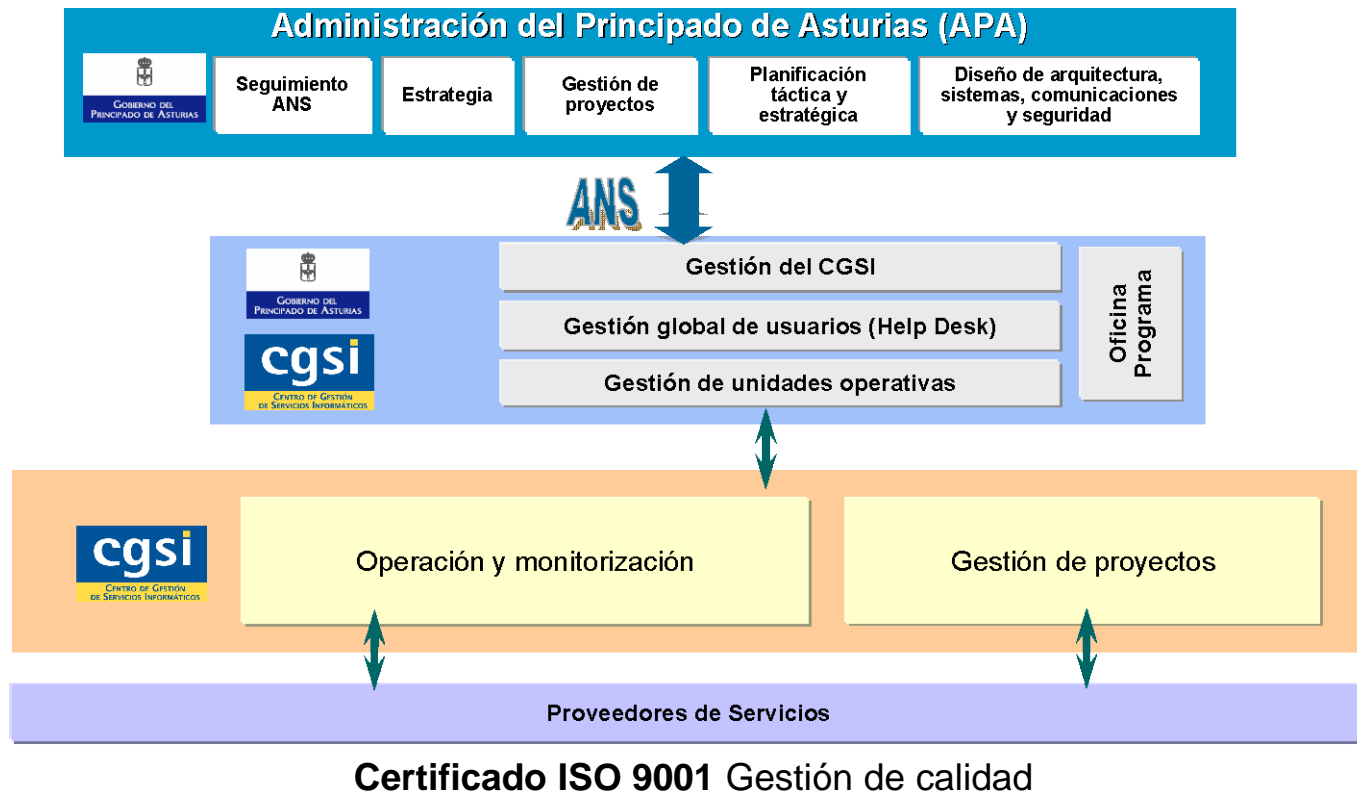 Administración del Principado de Asturias (APA)
GOBIERNO DEL
PRINCIPADO DE ASTURIAS
Seguimiento
ANS
Estrategia
Gestión de
proyectos
Planificación
táctica y
estratégica
Diseño de arquitectura,
sistemas, comunicaciones
y seguridad
ANS
GOBIERNO DEL
PRINCIPADO DE ASTURIAS
cgsi
CENTRO DE GESTIÓN
DE SERVICIOS INFORMÁTICOS
Gestión del CGSI
Gestión global de usuarios (Help Desk)
Gestión de unidades operativas
Oficina
Programa
cgsi
CENTRO DE GESTIÓN
DE SERVICIOS INFORMÁTICOS
Operación y monitorización
Gestión de proyectos
Proveedores de Servicios
Certificado ISO 9001 Gestión de calidad